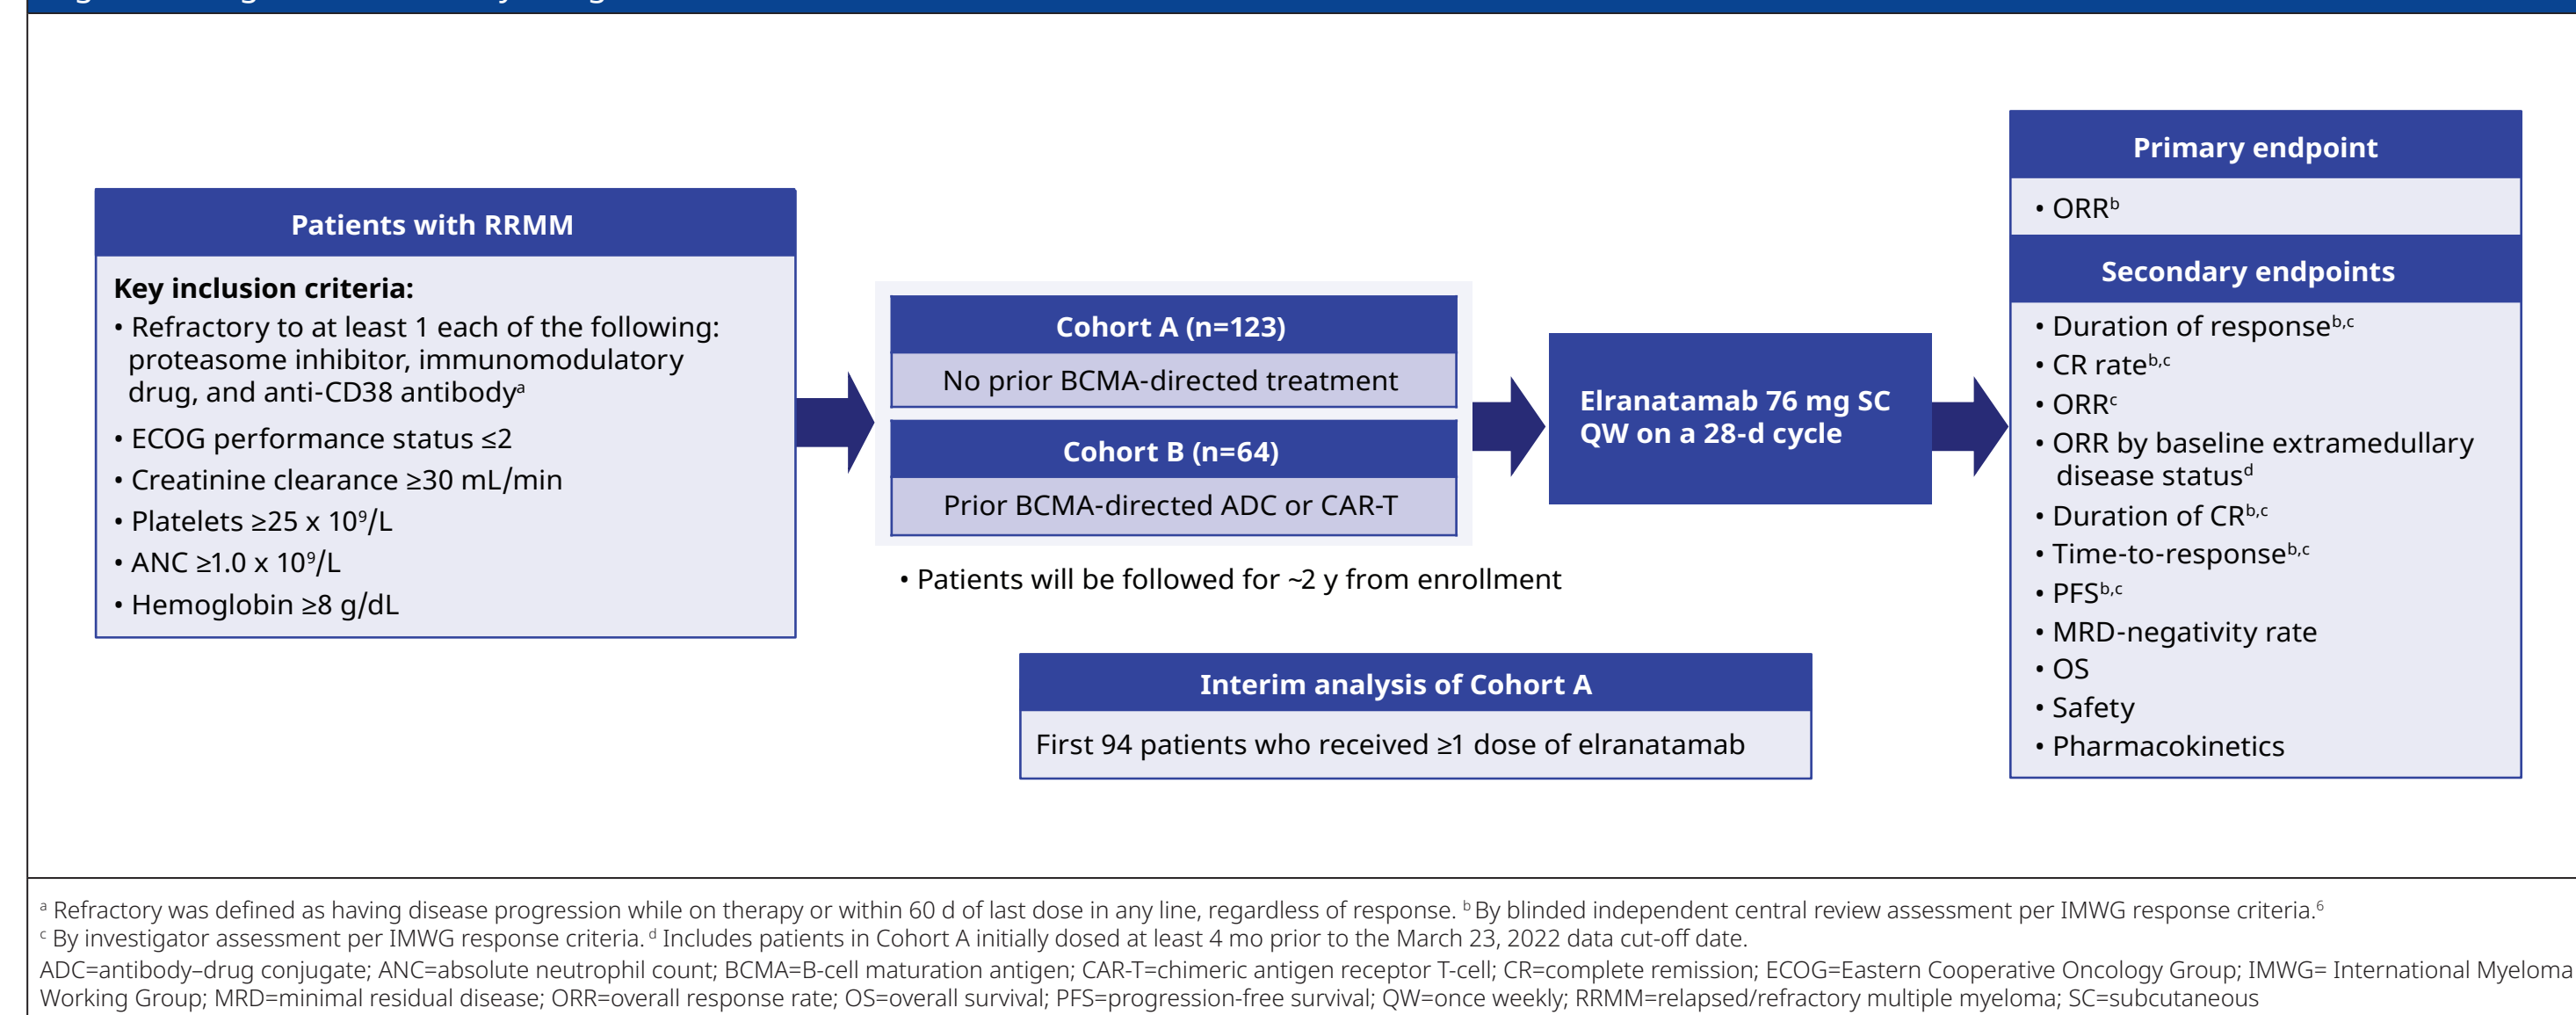 Patients with RRMM
Key inclusion criteria:
• Refractory to at least 1 each of the following:
proteasome inhibitor, immunomodulatory
drug, and anti-CD38 antibodyᵃ
• ECOG performance status ≤2
• Creatinine clearance ≥30 mL/min
• Platelets ≥25 x 10⁹/L
• ANC ≥1.0 x 10⁹/L
• Hemoglobin ≥8 g/dL
Cohort A (n=123)
No prior BCMA-directed treatment
Cohort B (n=64)
Prior BCMA-directed ADC or CAR-T
• Patients will be followed for ~2 y from enrollment
Interim analysis of Cohort A
First 94 patients who received ≥1 dose of elranatamab
Elranatamab 76 mg SC
QW on a 28-d cycle
Primary endpoint
• ORRᵇ
Secondary endpoints
• Duration of responseᵇ,ᶜ
• CR rateᵇ,ᶜ
• ORRᶜ
• ORR by baseline extramedullary
disease statusᵈ
• Duration of CRᵇ,ᶜ
• Time-to-responseᵇ,ᶜ
• PFSᵇ,ᶜ
• MRD-negativity rate
• OS
• Safety
• Pharmacokinetics
ᵃ Refractory was defined as having disease progression while on therapy or within 60 d of last dose in any line, regardless of response. ᵇ By blinded independent central review assessment per IMWG response criteria.⁶
ᶜ By investigator assessment per IMWG response criteria. ᵈ Includes patients in Cohort A initially dosed at least 4 mo prior to the March 23, 2022 data cut-off date.
ADC=antibody–drug conjugate; ANC=absolute neutrophil count; BCMA=B-cell maturation antigen; CAR-T=chimeric antigen receptor T-cell; CR=complete remission; ECOG=Eastern Cooperative Oncology Group; IMWG= International Myeloma
Working Group; MRD=minimal residual disease; ORR=overall response rate; OS=overall survival; PFS=progression-free survival; QW=once weekly; RRMM=relapsed/refractory multiple myeloma; SC=subcutaneous